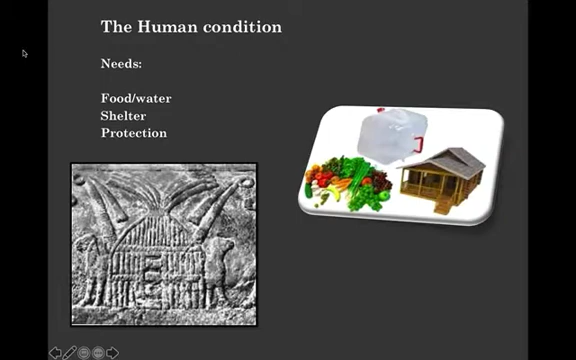 The Human condition
Needs:
Food/water
Shelter
Protection